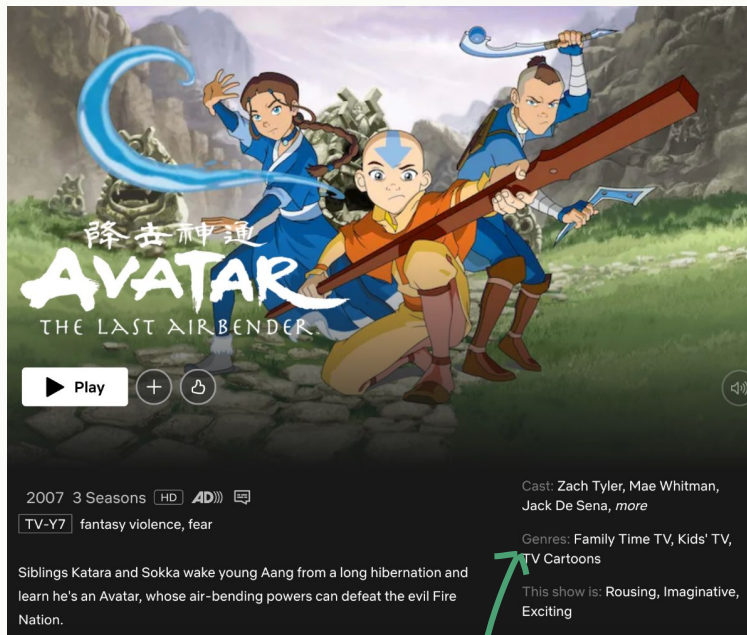 降去神通
AVATAR
THE LAST AIRBENDER
Play
2007 3 Seasons HD AD
TV-Y7 fantasy violence, fear
Siblings Katara and Sokka wake young Aang from a long hibernation and
learn he's an Avatar, whose air-bending powers can defeat the evil Fire
Nation.
Cast: Zach Tyler, Mae Whitman,
Jack De Sena, more
Genres: Family Time TV, Kids' TV,
TV Cartoons
This show is: Rousing, Imaginative,
Exciting